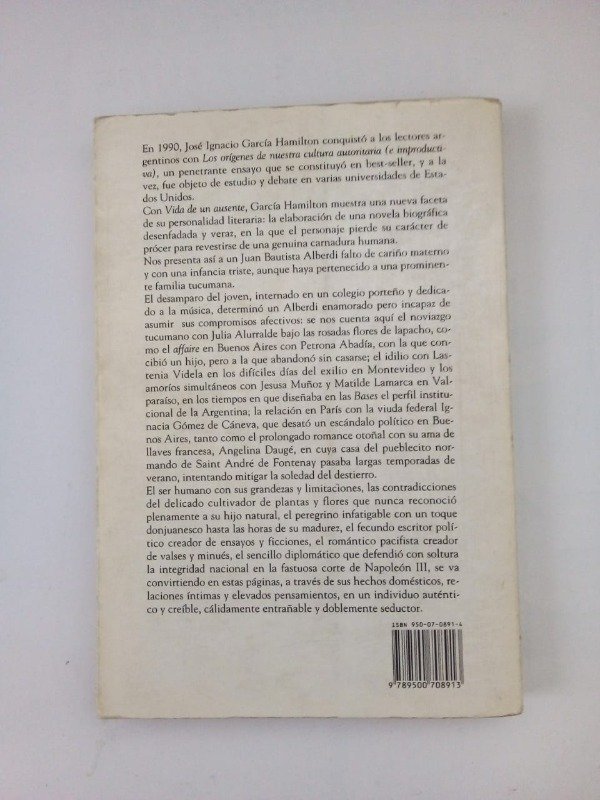 En 1990, José Ignacio García Hamilton conquistó a los lectores ar-
gentinos con Los orígenes de nuestra cultura autoritaria (e improducti-
va), un penetrante ensayo que se constituyó en best-seller, y a la
vez, fue objeto de estudio y debate en varias universidades de Esta-
dos Unidos.
Con Vida de un ausente, García Hamilton muestra una nueva faceta
de su personalidad literaria: la elaboración de una novela biográfica
desenfadada y veraz, en la que el personaje pierde su carácter de
prócer para revestirse de una genuina carnadura humana.
Nos presenta así a un Juan Bautista Alberdi falto de cariño materno
y con una infancia triste, aunque haya pertenecido a una prominen-
te familia tucumana.
El desamparo del joven, internado en un colegio porteño y dedica-
do a la música, determinó un Alberdi enamorado pero incapaz de
asumir sus compromisos afectivos: se nos cuenta aquí el noviazgo
tucumano con Julia Alurralde bajo las rosadas flores de lapacho, co-
mo el affaire en Buenos Aires con Petrona Abadía, con la que con-
cibió un hijo, pero a la que abandonó sin casarse; el idilio con Las-
tenia Videla en los difíciles días del exilio en Montevideo y los
amoríos simultáneos con Jesusa Muñoz y Matilde Lamarca en Val-
paraíso, en los tiempos en que diseñaba en las Bases el perfil institu-
cional de la Argentina; la relación en París con la viuda federal Ig-
nacia Gómez de Cáneva, que desató un escándalo político en Bue-
nos Aires, tanto como el prolongado romance otoñal con su ama de
llaves francesa, Angelina Daugé, en cuya casa del pueblecito nor-
mando de Saint André de Fontenay pasaba largas temporadas de
verano, intentando mitigar la soledad del destierro.
El ser humano con sus grandezas y limitaciones, las contradicciones
del delicado cultivador de plantas y flores que nunca reconoció
plenamente a su hijo natural, el peregrino infatigable con un toque
donjuanesco hasta las horas de su madurez, el fecundo escritor polí-
tico creador de ensayos y ficciones, el romántico pacifista creador
de valses y minués, el sencillo diplomático que defendió con soltura
la integridad nacional en la fastuosa corte de Napoleón III, se va
convirtiendo en estas páginas, a través de sus hechos domésticos, re-
laciones íntimas y elevados pensamientos, en un individuo auténti-
co y creíble, cálidamente entrañable y doblemente seductor.
ISBN 950-07-0891-4
9 789500 708913